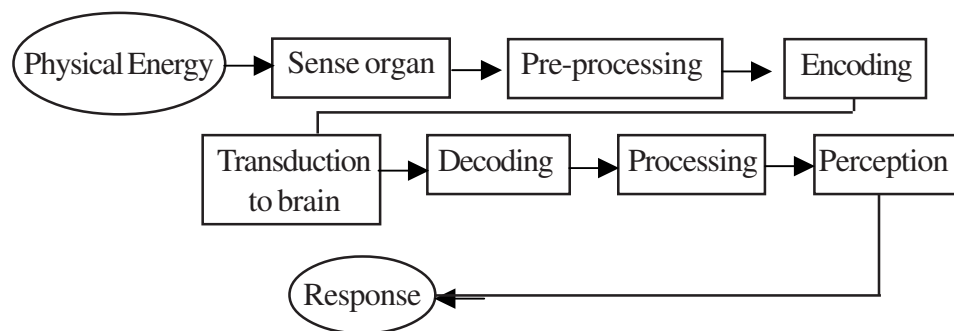 Physical Energy
Sense organ
Pre-processing
Encoding
Transduction
to brain
Decoding
Processing
Perception
Response